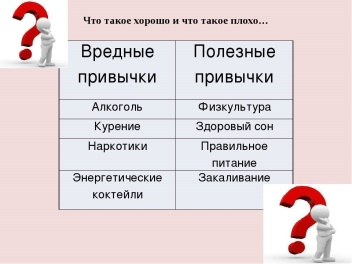 Что такое хорошо и что такое плохо…
Вредные привычки
Полезные привычки
Алкоголь
Физкультура
Курение
Здоровый сон
Наркотики
Правильное питание
Энергетические коктейли
Закаливание